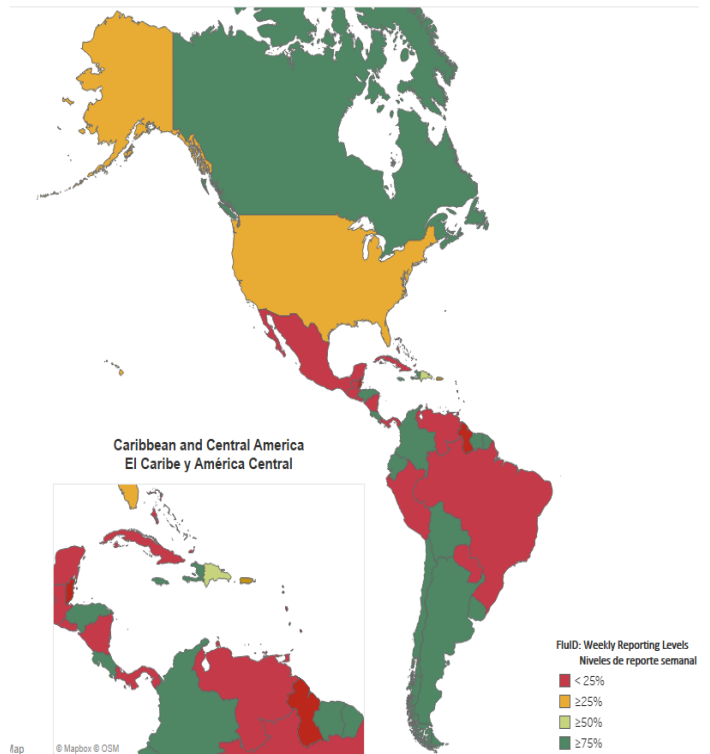 Caribbean and Central America
El Caribe y América Central
FluID: Weekly Reporting Levels
Niveles de reporte semanal
< 25%
≥25%
≥50%
≥75%
Map
© Mapbox © OSM